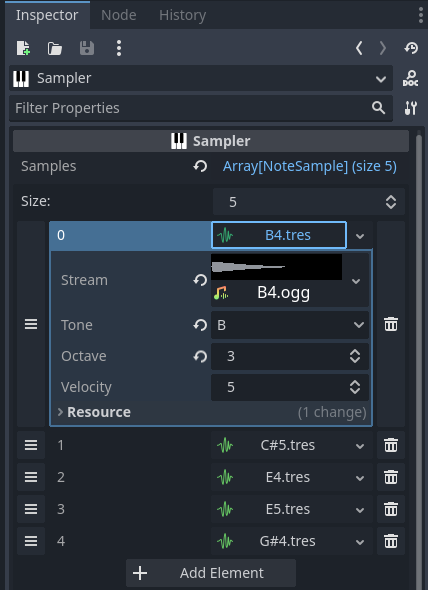 Inspector Node History
Sampler DOC
Filter Properties
Sampler
Samples Array[NoteSample] (size 5)
Size: 5
0 B4.tres
Stream B4.ogg
Tone B
Octave 3
Velocity 5
Resource (1 change)
1 C#5.tres
2 E4.tres
3 E5.tres
4 G#4.tres
Add Element